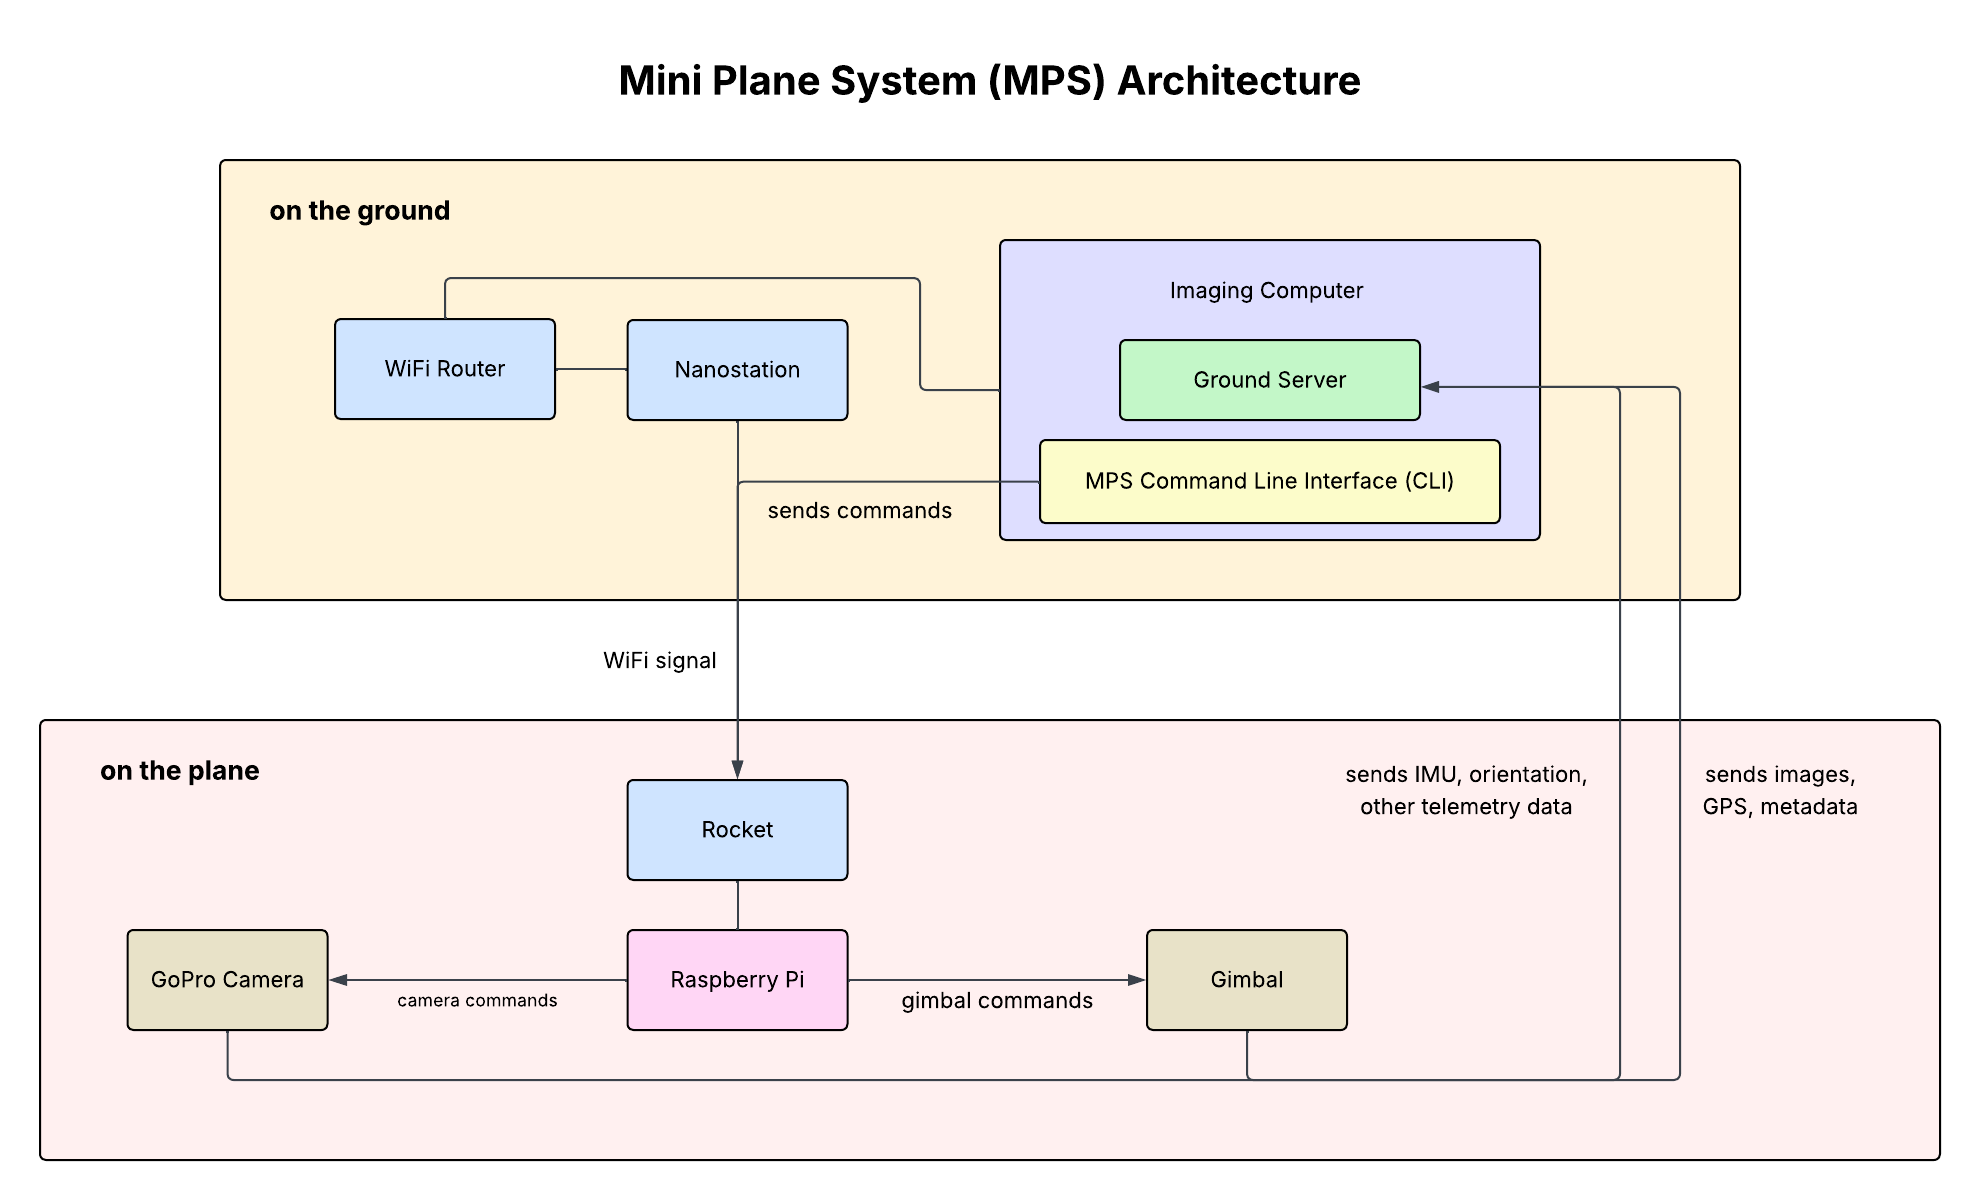 Mini Plane System (MPS) Architecture
on the ground
Imaging Computer
WiFi Router
Nanostation
Ground Server
MPS Command Line Interface (CLI)
sends commands
WiFi signal
on the plane
sends IMU, orientation,
other telemetry data
sends images,
GPS, metadata
Rocket
GoPro Camera
camera commands
Raspberry Pi
gimbal commands
Gimbal